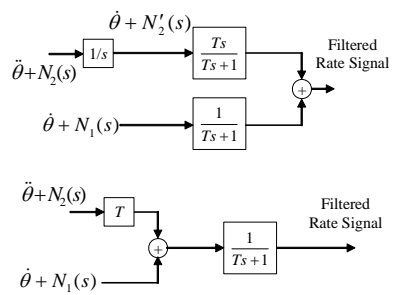 θ̇ + N₂′(s)
1/s
Ts
Ts+1
θ̈+N₂(s)
Filtered
Rate Signal
+
θ̇ + N₁(s)
1
Ts+1
θ̈+N₂(s)
T
Filtered
Rate Signal
+
1
Ts+1
θ̇ + N₁(s)